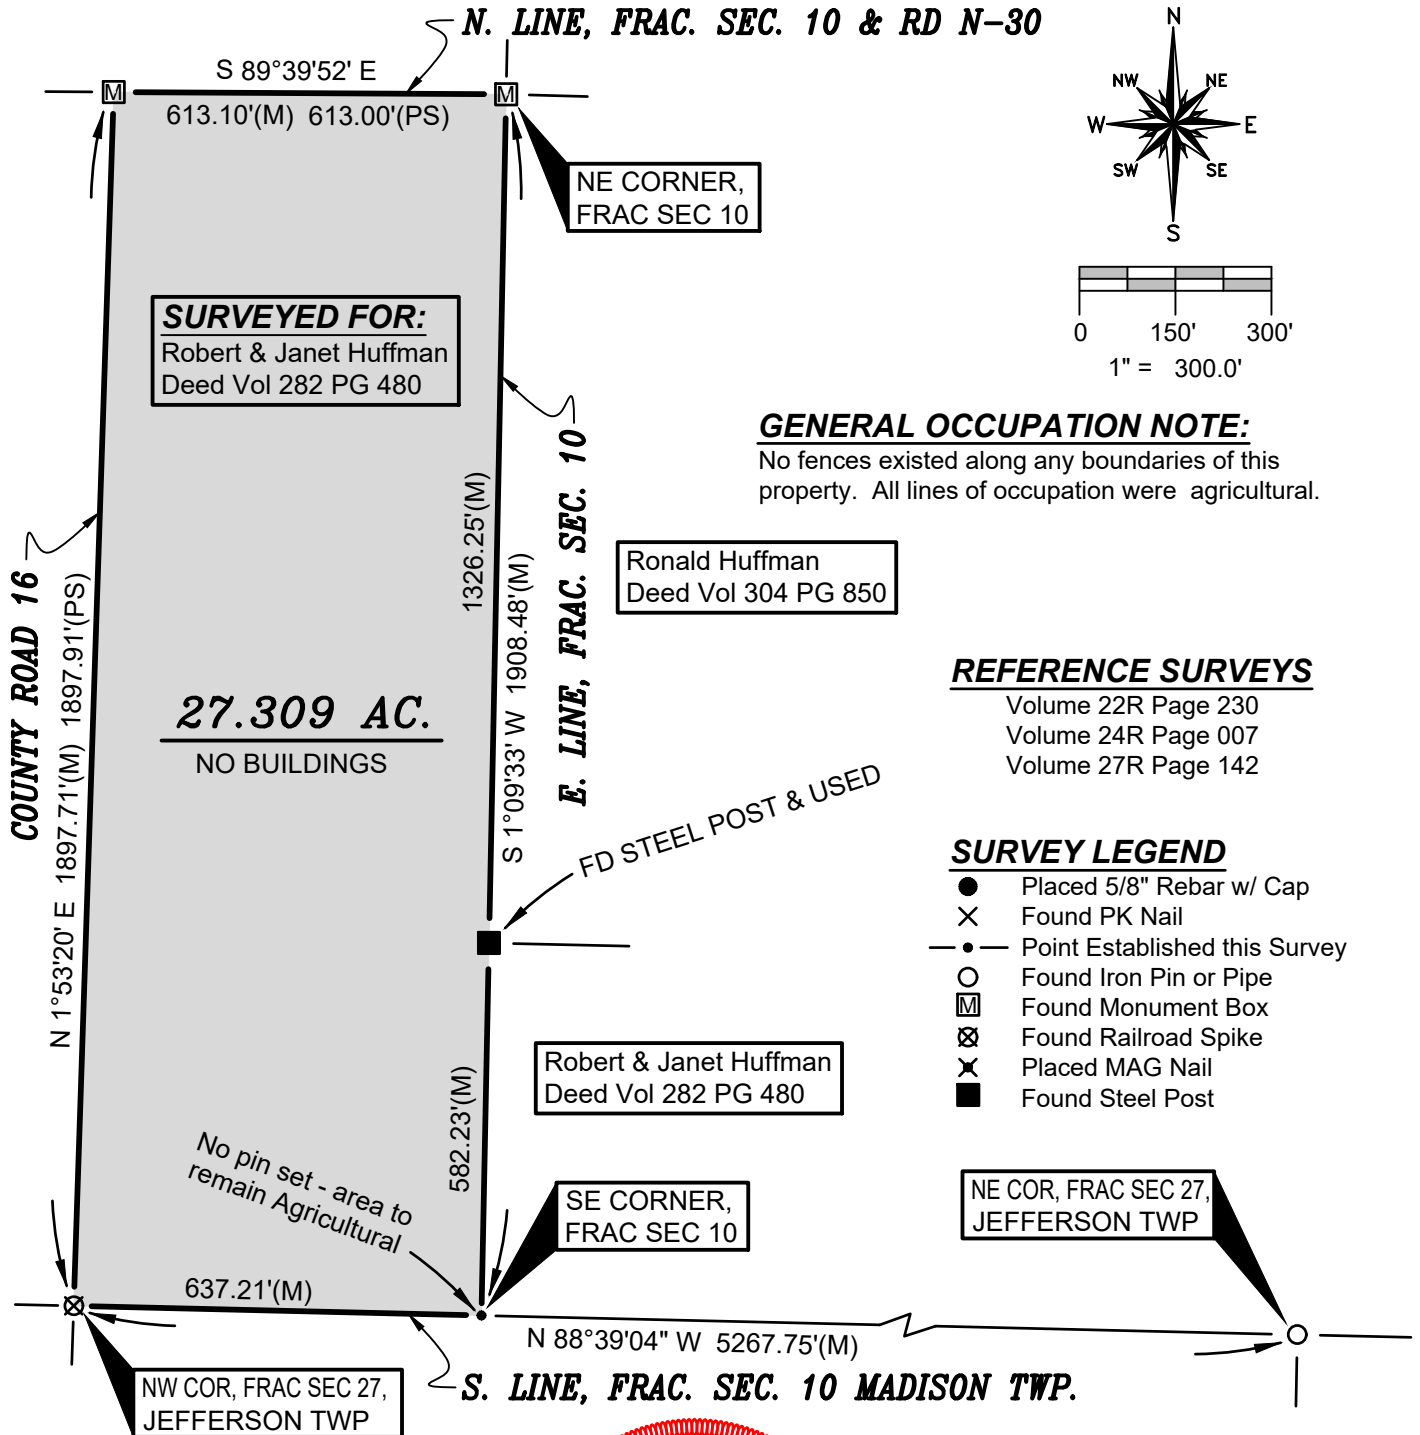 N. LINE, FRAC. SEC. 10 & RD N-30
S 89°39'52' E
613.10'(M) 613.00'(PS)
M
M
NE CORNER,
FRAC SEC 10
N
NW
NE
W
E
SW
SE
S
0 150' 300'
1" = 300.0'
SURVEYED FOR:
Robert & Janet Huffman
Deed Vol 282 PG 480
GENERAL OCCUPATION NOTE:
No fences existed along any boundaries of this
property. All lines of occupation were agricultural.
COUNTY ROAD 16
N 1°53'20' E 1897.71'(M) 1897.91'(PS)
1326.25'(M)
S 1°09'33' W 1908.48'(M)
E. LINE, FRAC. SEC. 10
Ronald Huffman
Deed Vol 304 PG 850
27.309 AC.
NO BUILDINGS
FD STEEL POST & USED
REFERENCE SURVEYS
Volume 22R Page 230
Volume 24R Page 007
Volume 27R Page 142
SURVEY LEGEND
Placed 5/8" Rebar w/ Cap
Found PK Nail
Point Established this Survey
Found Iron Pin or Pipe
M Found Monument Box
Found Railroad Spike
Placed MAG Nail
Found Steel Post
Robert & Janet Huffman
Deed Vol 282 PG 480
582.23'(M)
No pin set - area to
remain Agricultural
SE CORNER,
FRAC SEC 10
NE COR, FRAC SEC 27,
JEFFERSON TWP
637.21'(M)
N 88°39'04" W 5267.75'(M)
NW COR, FRAC SEC 27,
JEFFERSON TWP
S. LINE, FRAC. SEC. 10 MADISON TWP.